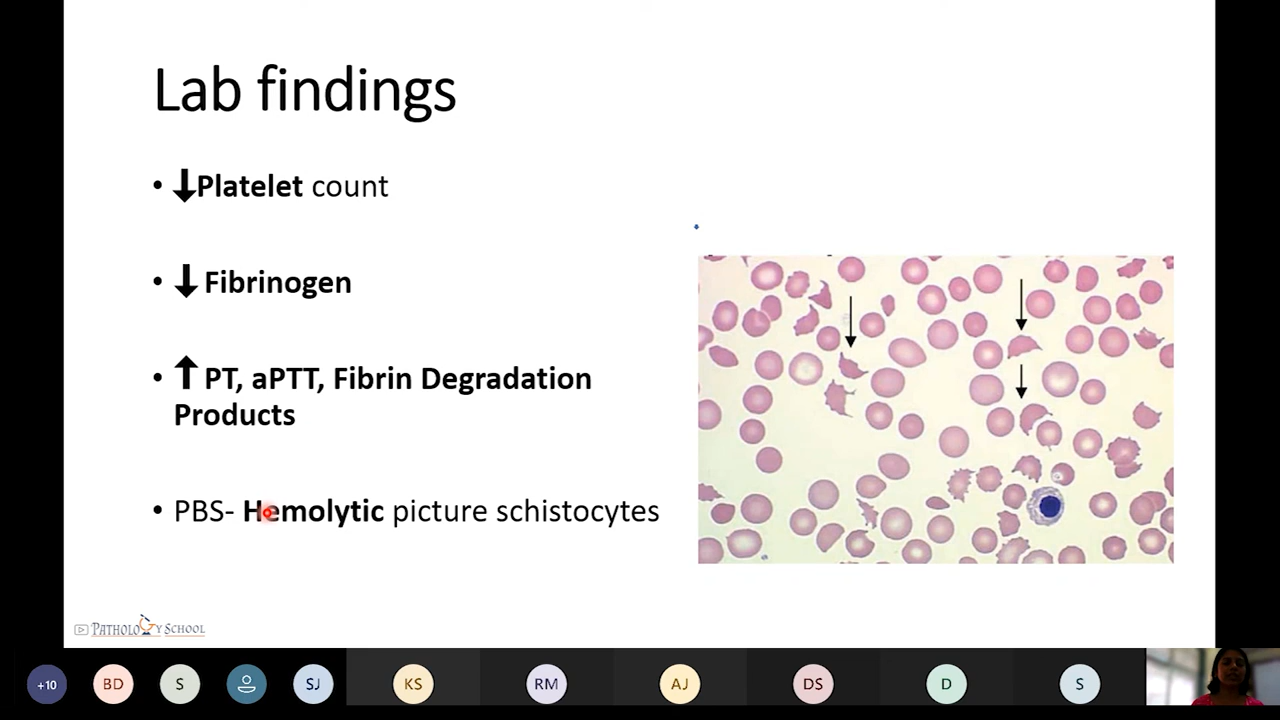 Lab findings
• ↓Platelet count
• ↓ Fibrinogen
• ↑ PT, aPTT, Fibrin Degradation
Products
• PBS- Hemolytic picture schistocytes
PATHOLOGY SCHOOL
+10 BD S SJ KS RM AJ DS D S